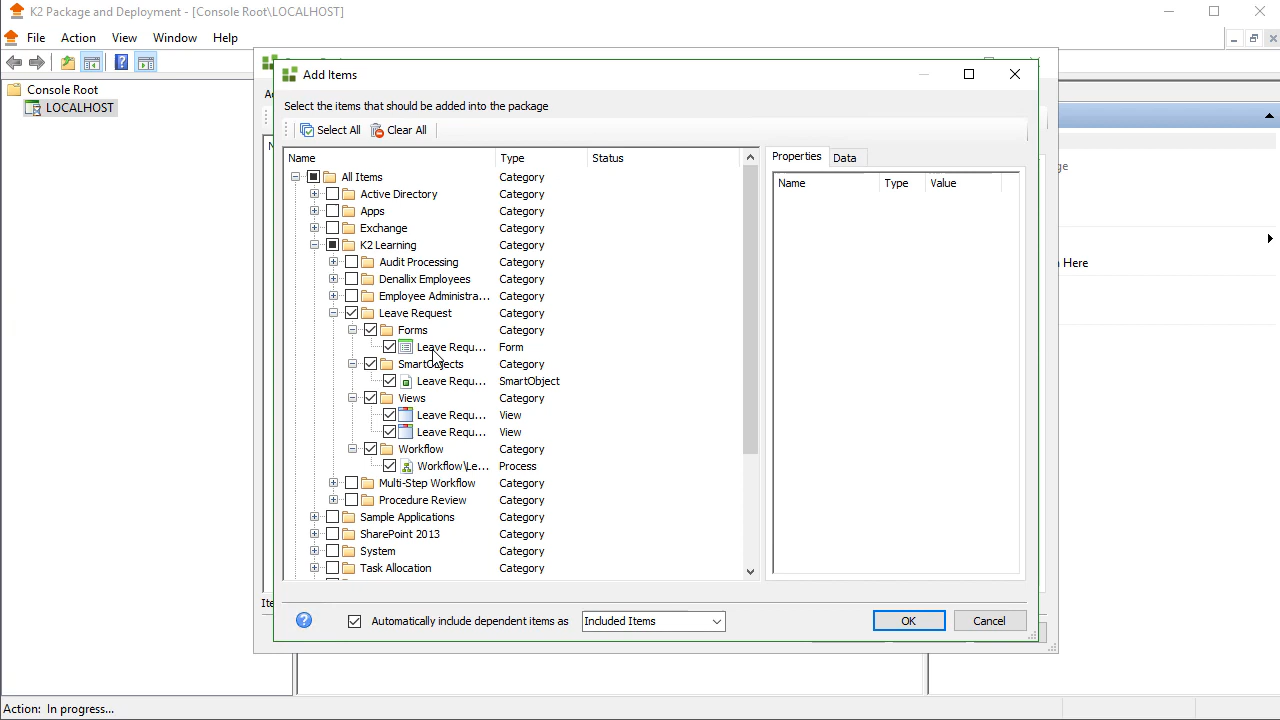 K2 Package and Deployment - [Console Root\LOCALHOST]
File Action View Window Help
Console Root
LOCALHOST
Add Items
Select the items that should be added into the package
Select All Clear All
Name Type Status
All Items Category
Active Directory Category
Apps Category
Exchange Category
K2 Learning Category
Audit Processing Category
Denallix Employees Category
Employee Administra... Category
Leave Request Category
Forms Category
Leave Requ... Form
SmartObjects Category
Leave Requ... SmartObject
Views Category
Leave Requ... View
Leave Requ... View
Workflow Category
Workflow\Le... Process
Multi-Step Workflow Category
Procedure Review Category
Sample Applications Category
SharePoint 2013 Category
System Category
Task Allocation Category
Properties Data
Name Type Value
Here
Automatically include dependent items as Included Items
OK Cancel
Action: In progress...